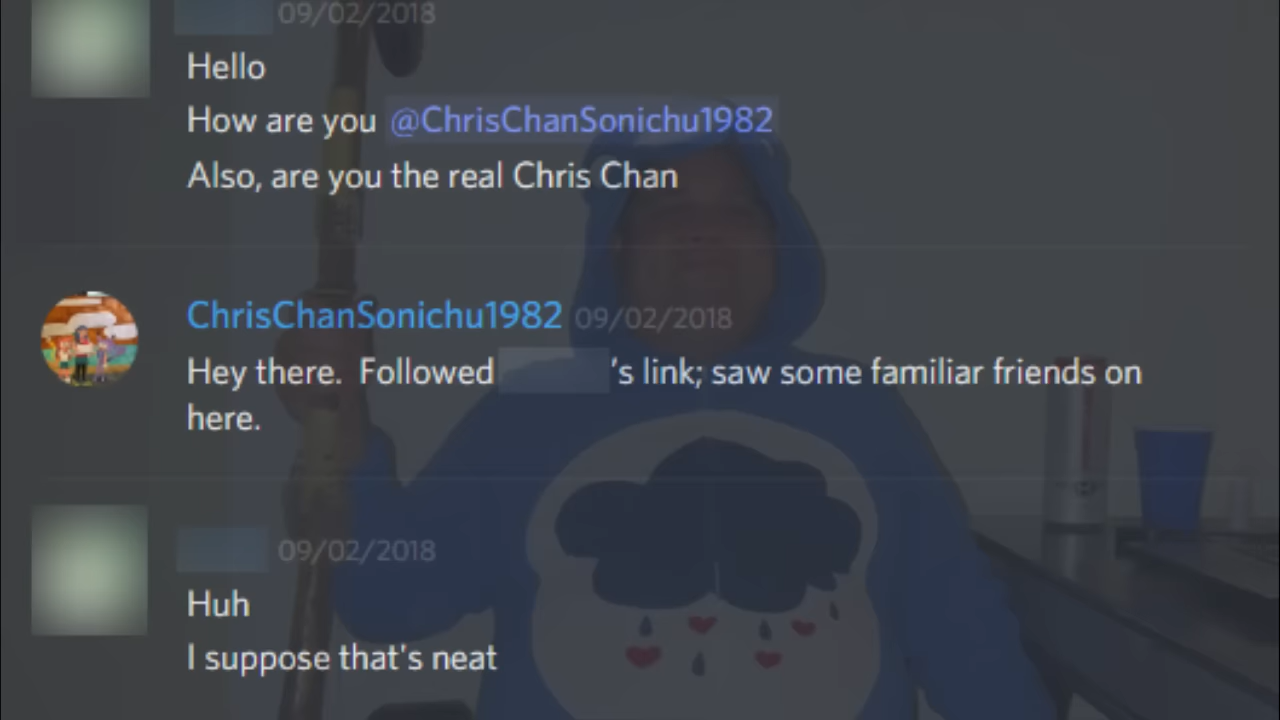 09/02/2018
Hello
How are you @ChrisChanSonichu1982
Also, are you the real Chris Chan
ChrisChanSonichu1982 09/02/2018
Hey there. Followed 's link; saw some familiar friends on
here.
09/02/2018
Huh
I suppose that's neat